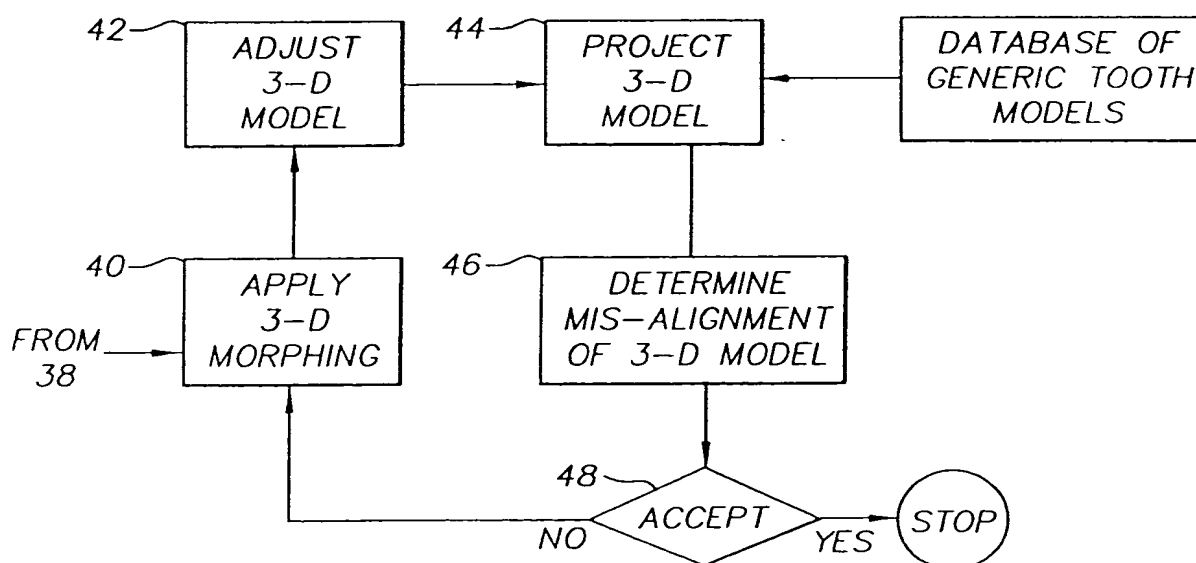 42
ADJUST
3-D
MODEL
44
PROJECT
3-D
MODEL
DATABASE OF
GENERIC TOOTH
MODELS
40
APPLY
3-D
MORPHING
FROM
38
46
DETERMINE
MIS-ALIGNMENT
OF 3-D MODEL
48
ACCEPT
NO
YES
STOP